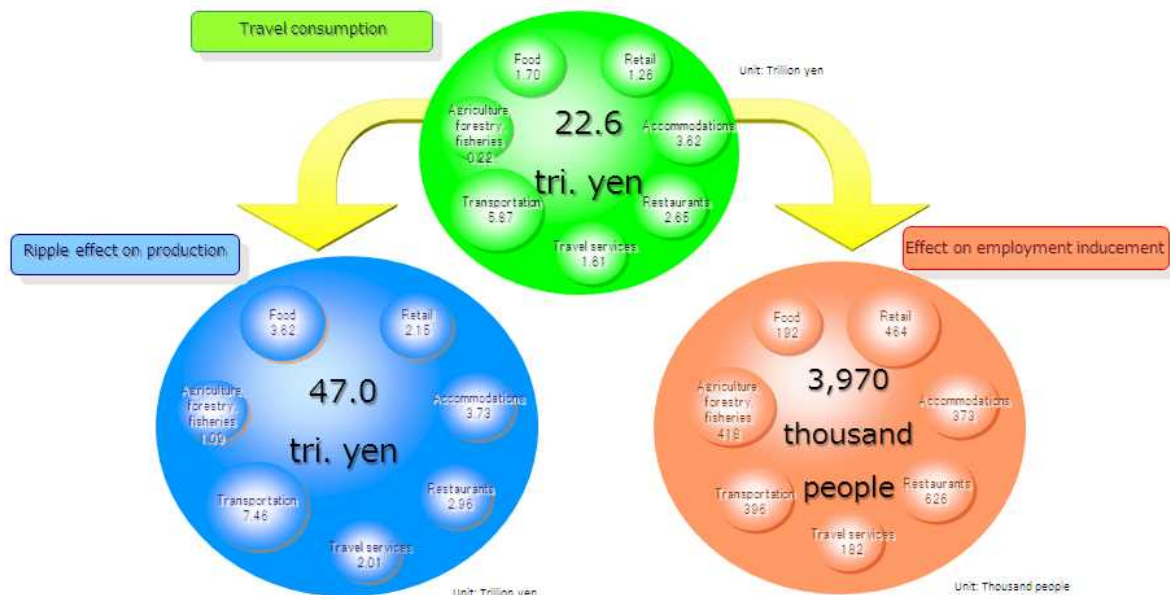 Travel consumption
Unit: Trillion yen
Food
1.70
Retail
1.26
Agriculture,
forestry,
fisheries
0.22
22.6
tri. yen
Accommodations
3.62
Transportation
5.87
Restaurants
2.65
Travel services
1.61
Ripple effect on production
Food
3.62
Retail
2.15
Agriculture,
forestry,
fisheries
1.09
47.0
tri. yen
Accommodations
3.73
Transportation
7.46
Restaurants
2.96
Travel services
2.01
Unit: Trillion yen
Effect on employment inducement
Food
192
Retail
464
Agriculture,
forestry,
fisheries
418
3,970
thousand
people
Accommodations
373
Transportation
396
Restaurants
626
Travel services
182
Unit: Thousand people